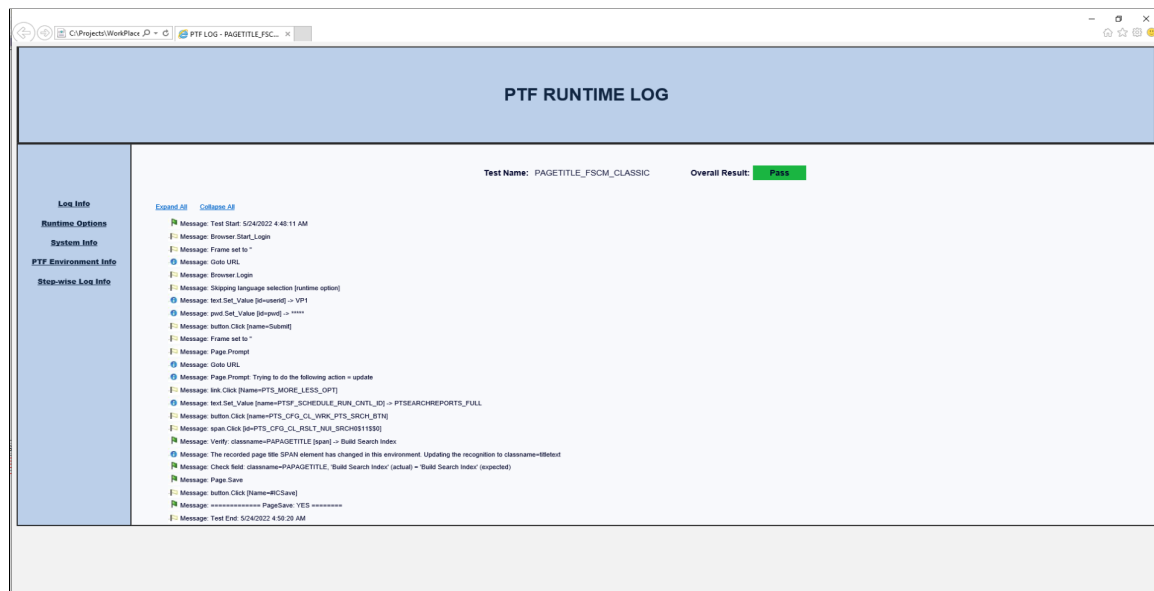 C:\Projects\WorkPlace
PTF LOG - PAGETITLE_FSC...
PTF RUNTIME LOG
Test Name: PAGETITLE_FSCM_CLASSIC Overall Result: Pass
Log Info
Runtime Options
System Info
PTF Environment Info
Step-wise Log Info
Expand All Collapse All
Message: Test Start: 5/24/2022 4:48:11 AM
Message: Browser.Start_Login
Message: Frame set to ''
Message: Goto URL
Message: Browser.Login
Message: Skipping language selection [runtime option]
Message: text.Set_Value [id=userid] -> VP1
Message: pwd.Set_Value [id=pwd] -> *****
Message: button.Click [name=Submit]
Message: Frame set to ''
Message: Page.Prompt
Message: Goto URL
Message: Page.Prompt: Trying to do the following action = update
Message: link.Click [Name=PTS_MORE_LESS_OPT]
Message: text.Set_Value [name=PTSF_SCHEDULE_RUN_CNTL_ID] -> PTSEARCHREPORTS_FULL
Message: button.Click [name=PTS_CFG_CL_WRK_PTS_SRCH_BTN]
Message: span.Click [id=PTS_CFG_CL_RSLT_NUI_SRCH0$11$$0]
Message: Verify: classname=PAPAGETITLE [span] -> Build Search Index
Message: The recorded page title SPAN element has changed in this environment. Updating the recognition to classname=titletext
Message: Check field: classname=PAPAGETITLE, 'Build Search Index' (actual) = 'Build Search Index' (expected)
Message: Page.Save
Message: button.Click [Name=#ICSave]
Message: ============= PageSave: YES ========
Message: Test End: 5/24/2022 4:50:20 AM